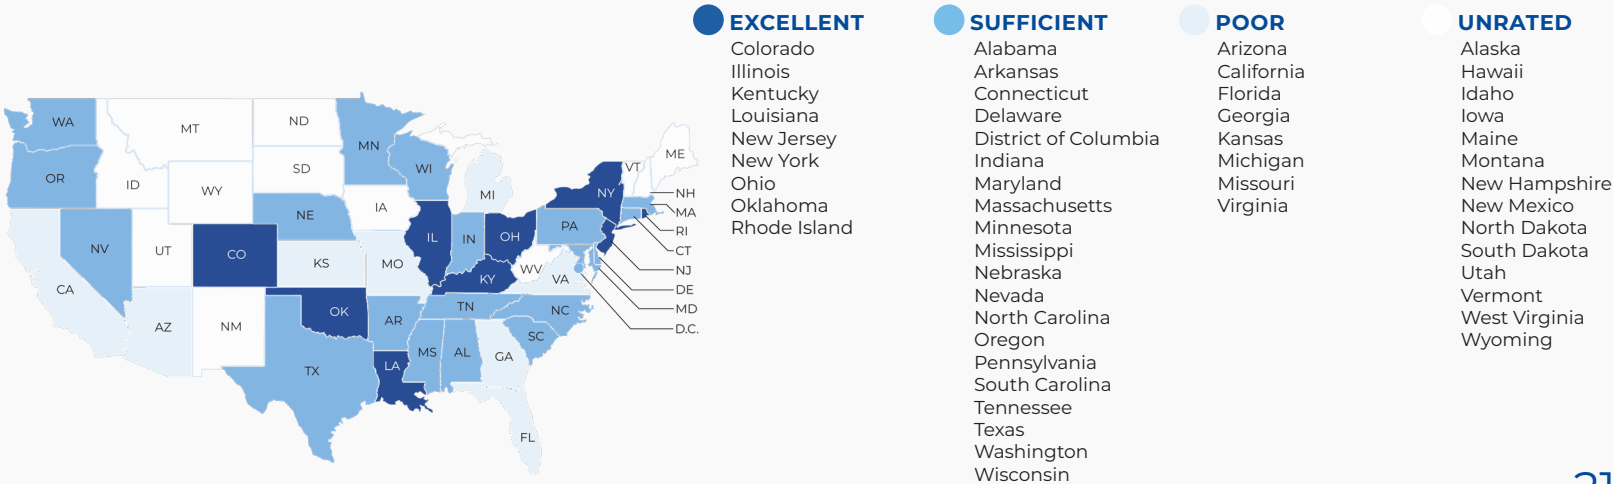 EXCELLENT
Colorado
Illinois
Kentucky
Louisiana
New Jersey
New York
Ohio
Oklahoma
Rhode Island
SUFFICIENT
Alabama
Arkansas
Connecticut
Delaware
District of Columbia
Indiana
Maryland
Massachusetts
Minnesota
Mississippi
Nebraska
Nevada
North Carolina
Oregon
Pennsylvania
South Carolina
Tennessee
Texas
Washington
Wisconsin
POOR
Arizona
California
Florida
Georgia
Kansas
Michigan
Missouri
Virginia
UNRATED
Alaska
Hawaii
Idaho
Iowa
Maine
Montana
New Hampshire
New Mexico
North Dakota
South Dakota
Utah
Vermont
West Virginia
Wyoming
WA
MT
ND
MN
OR
ID
WY
SD
WI
MI
VT
ME
NY
NH
MA
RI
CT
NJ
DE
MD
D.C.
NV
UT
CO
NE
IA
IL
IN
OH
PA
CA
KS
MO
KY
WV
VA
AZ
NM
OK
AR
TN
NC
SC
TX
LA
MS
AL
GA
FL